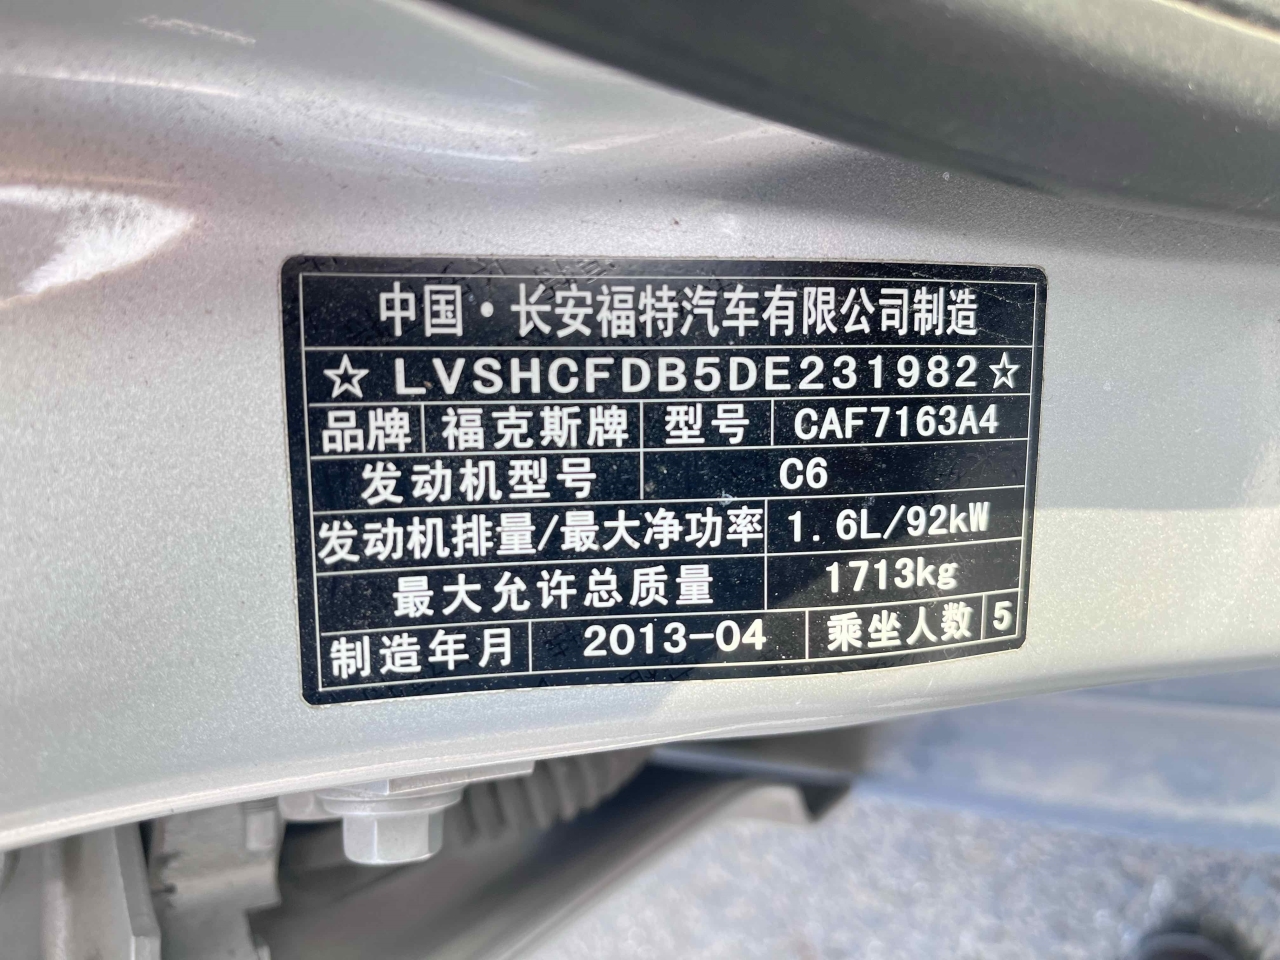 中国·长安福特汽车有限公司制造
☆LVSHCFDB5DE231982☆
品牌 福克斯牌 型号 CAF7163A4
发动机型号 C6
发动机排量/最大净功率 1.6L/92kW
最大允许总质量 1713kg
制造年月 2013-04 乘坐人数 5